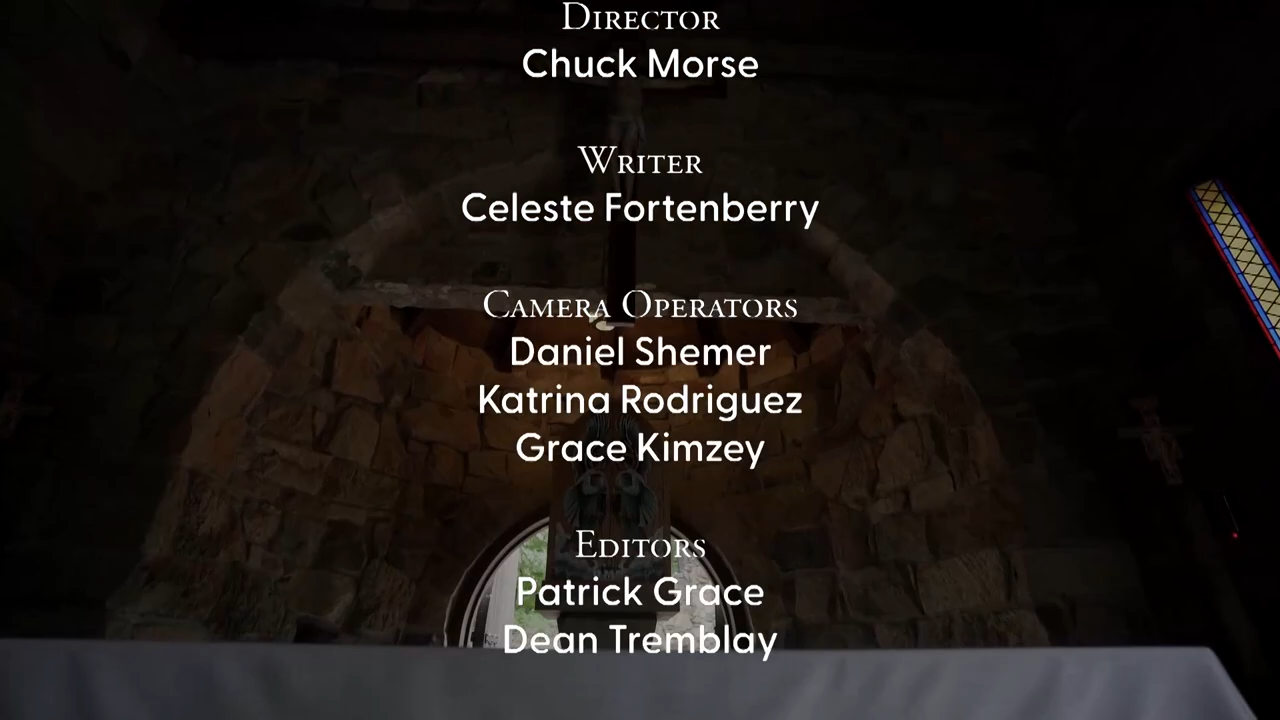 Director
Chuck Morse
Writer
Celeste Fortenberry
Camera Operators
Daniel Shemer
Katrina Rodriguez
Grace Kimzey
Editors
Patrick Grace
Dean Tremblay